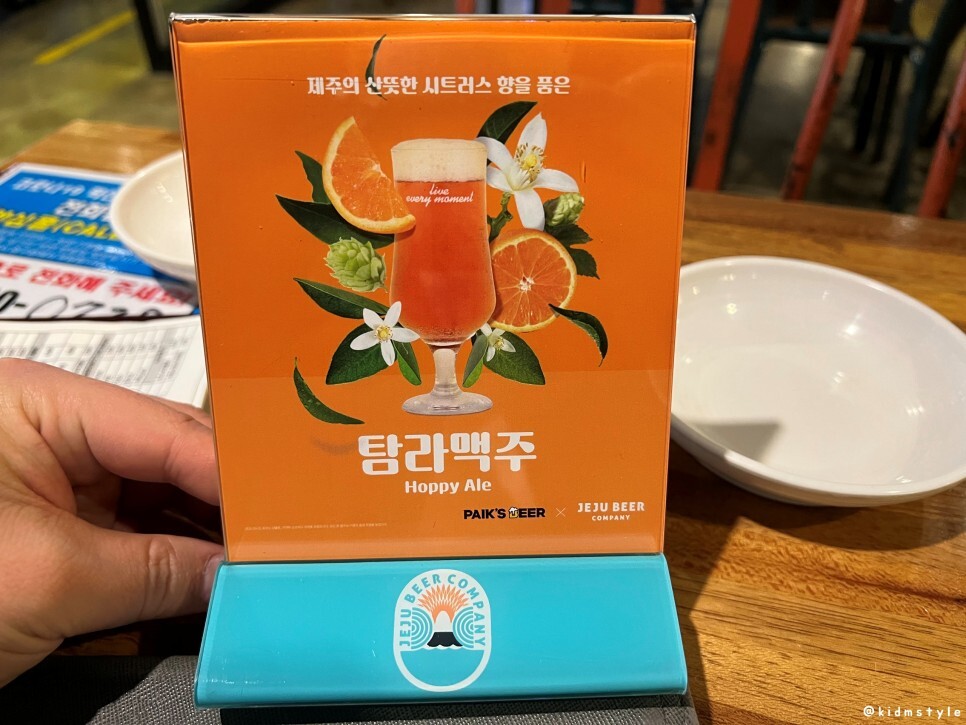 제주의 산뜻한 시트러스 향을 품은
live
every moment
탐라맥주
Hoppy Ale
PAIK'S BEER × JEJU BEER
COMPANY
JEJU BEER COMPANY
@kidmstyle